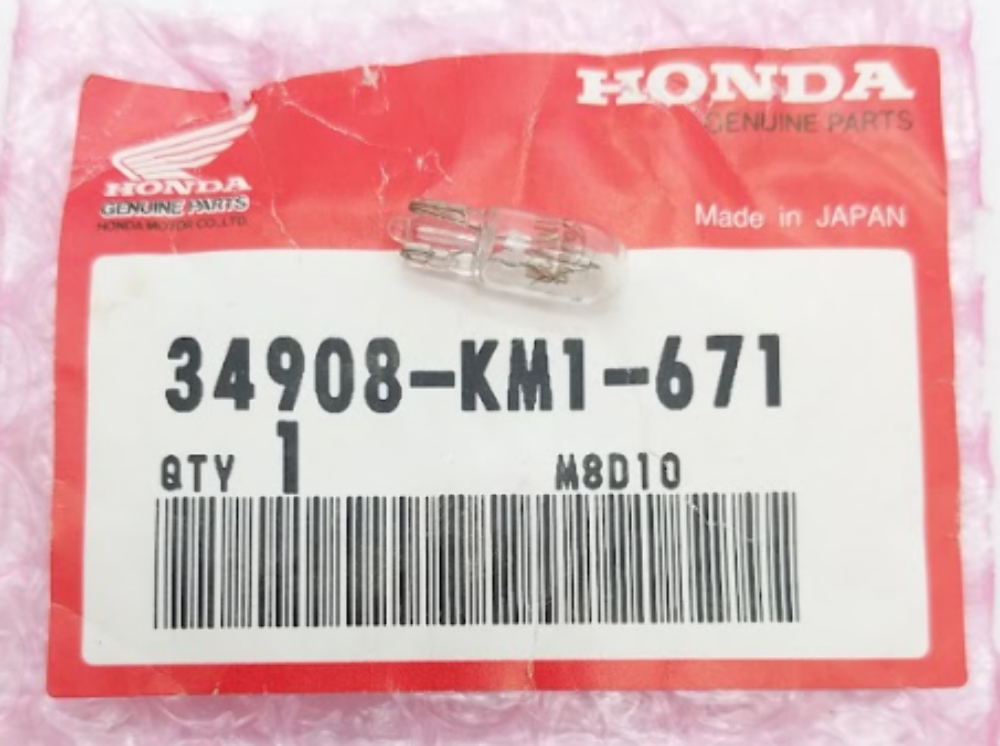 HONDA
GENUINE PARTS
HONDA
GENUINE PARTS
HONDA MOTOR CO., LTD.
Made in JAPAN
34908-KM1-671
QTY 1 M8D10